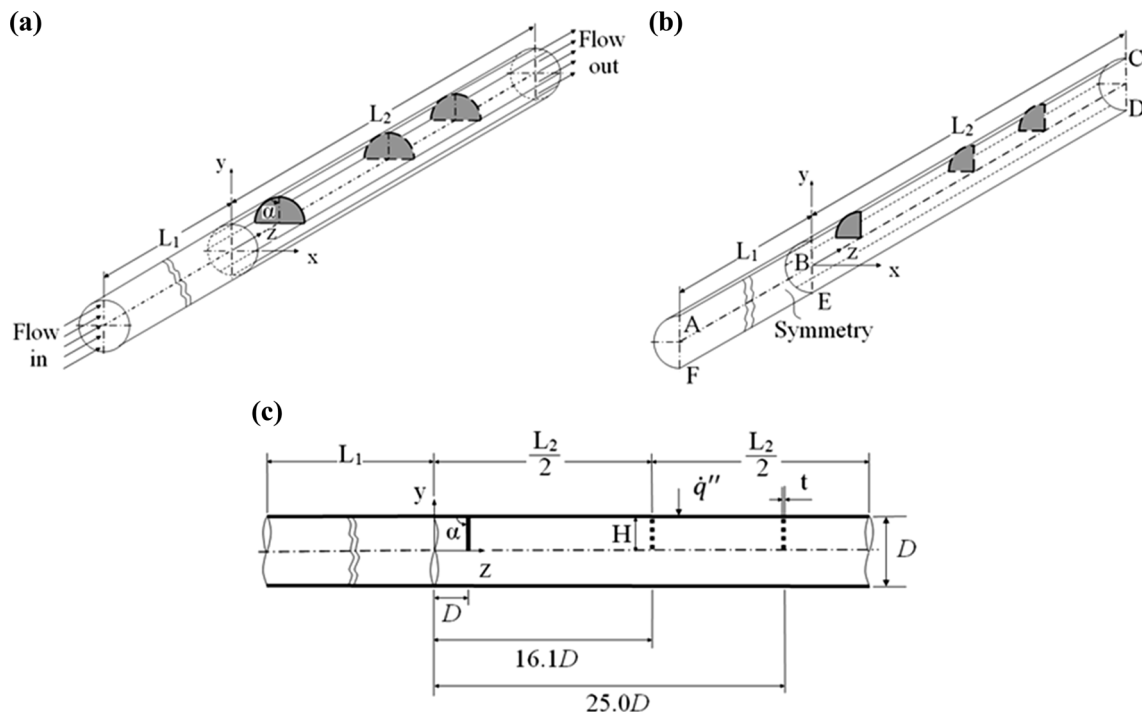 (a)
Flow
out
L₂
y
α
z
x
L₁
Flow
in
(b)
C
D
L₂
y
L₁
B
z
x
E
A
Symmetry
F
(c)
L₁
L₂
2
L₂
2
y
q̇″
t
α
H
z
D
D
16.1D
25.0D